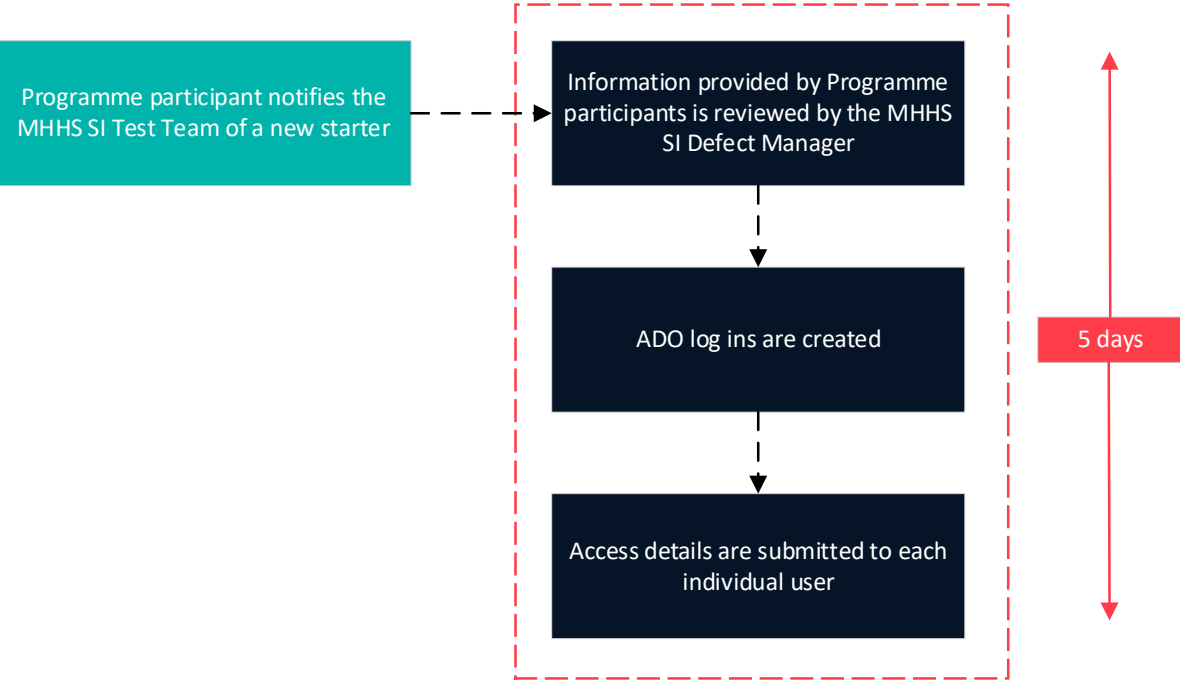 Programme participant notifies the
MHHS SI Test Team of a new starter
Information provided by Programme
participants is reviewed by the MHHS
SI Defect Manager
ADO log ins are created
5 days
Access details are submitted to each
individual user